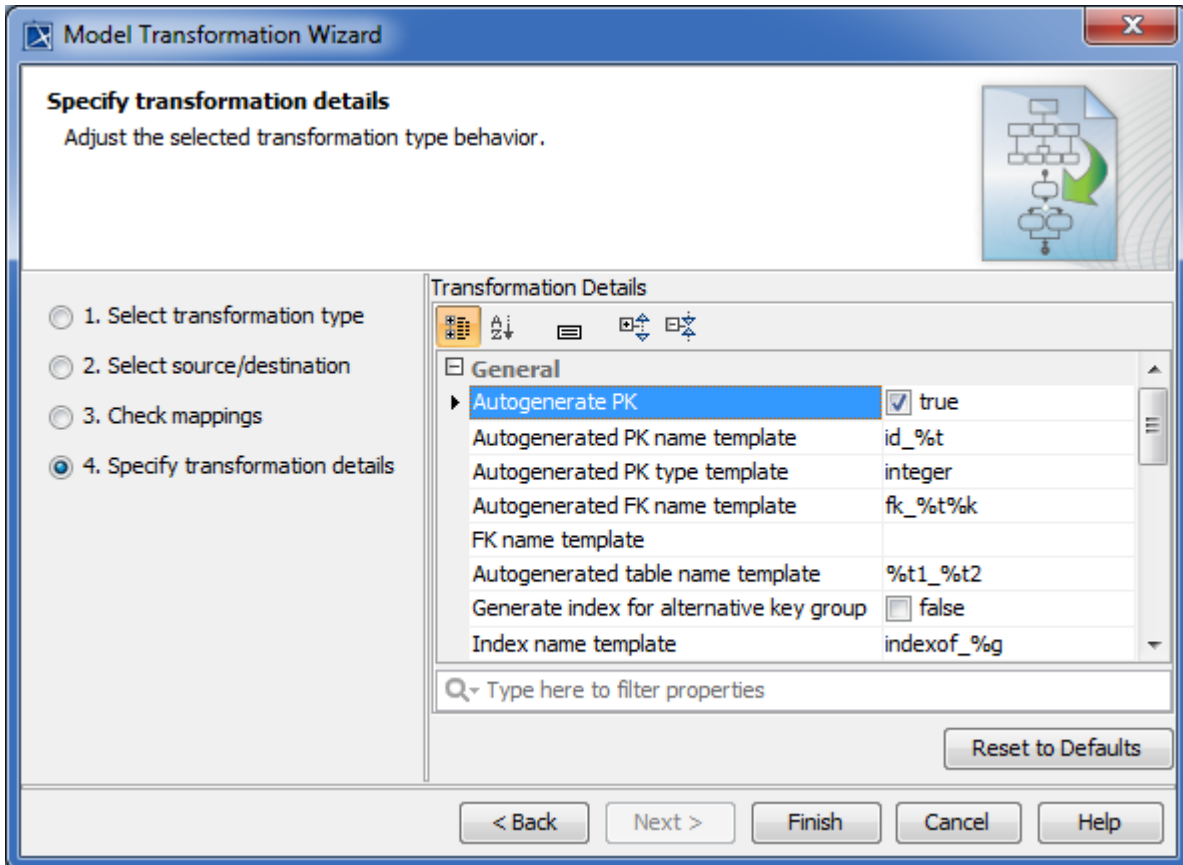 Model Transformation Wizard
Specify transformation details
Adjust the selected transformation type behavior.
1. Select transformation type
2. Select source/destination
3. Check mappings
4. Specify transformation details
Transformation Details
General
Autogenerate PK true
Autogenerated PK name template id_%t
Autogenerated PK type template integer
Autogenerated FK name template fk_%t%k
FK name template
Autogenerated table name template %t1_%t2
Generate index for alternative key group false
Index name template indexof_%g
Type here to filter properties
Reset to Defaults
< Back Next > Finish Cancel Help